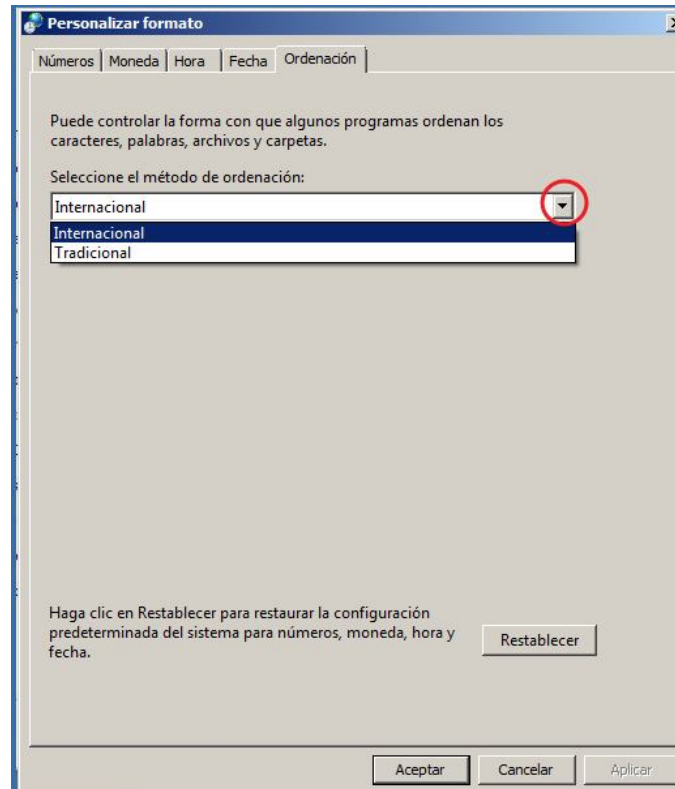 Personalizar formato
Números Moneda Hora Fecha Ordenación
Puede controlar la forma con que algunos programas ordenan los
caracteres, palabras, archivos y carpetas.
Seleccione el método de ordenación:
Internacional
Internacional
Tradicional
Haga clic en Restablecer para restaurar la configuración
predeterminada del sistema para números, moneda, hora y
fecha.
Restablecer
Aceptar Cancelar Aplicar